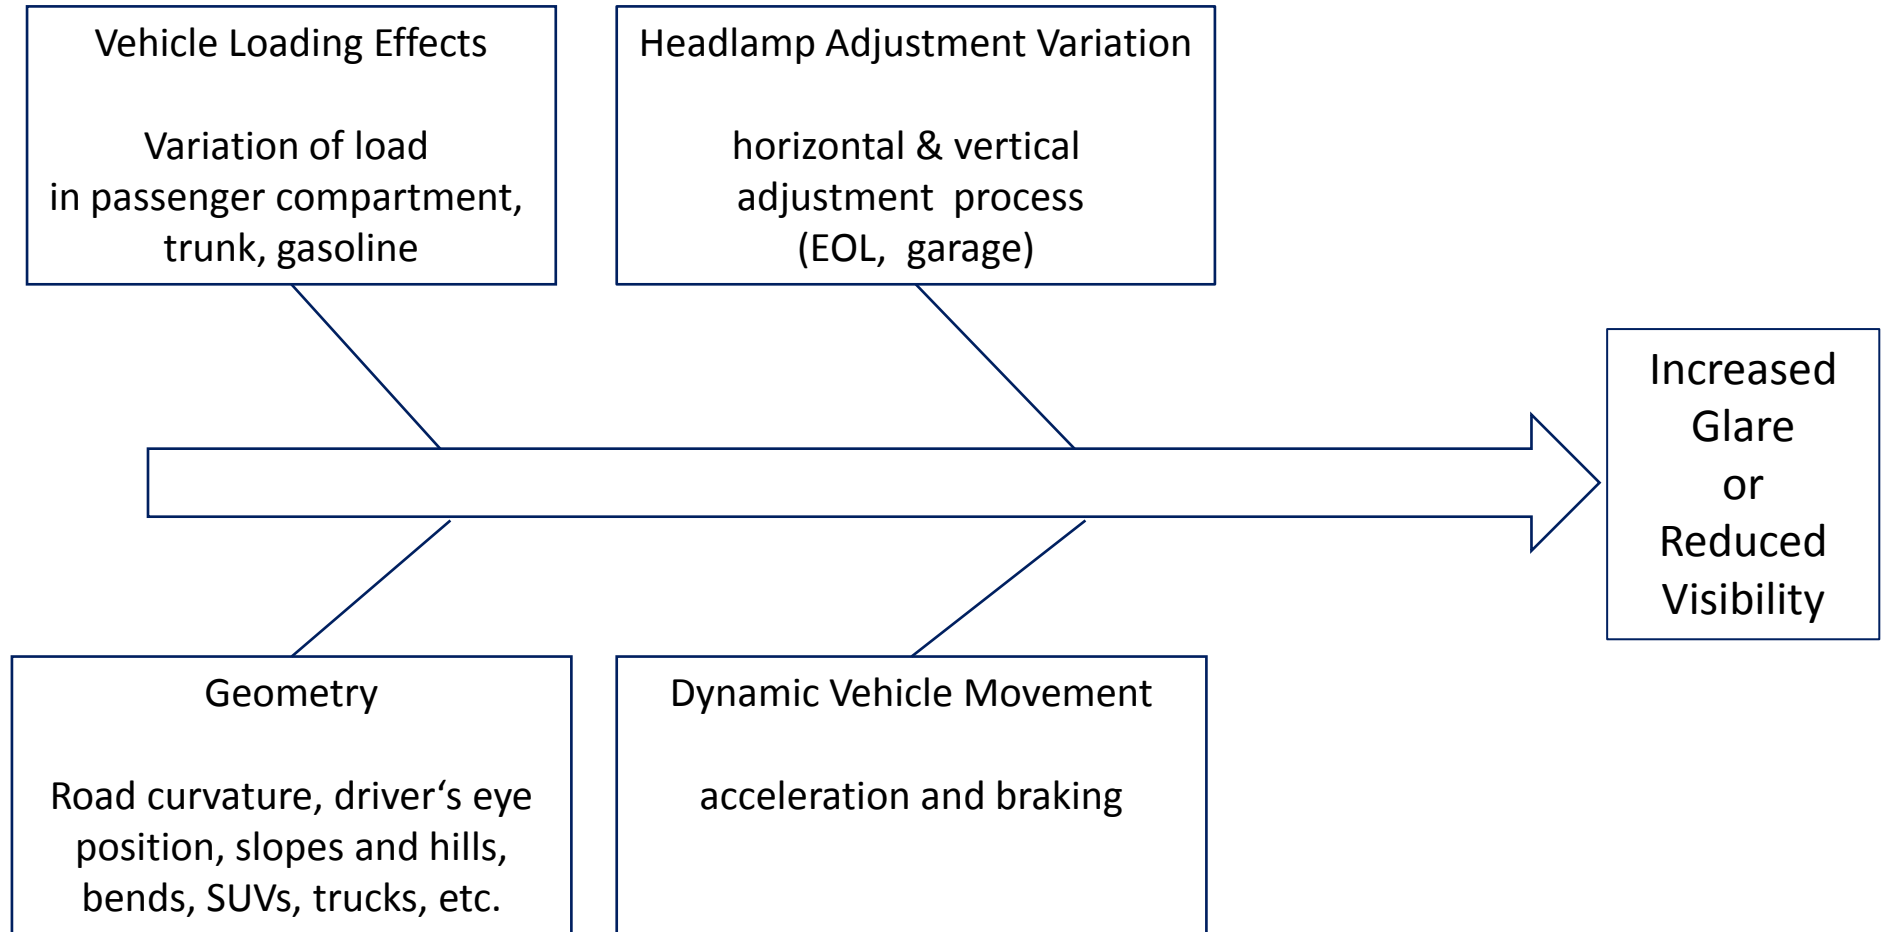 Vehicle Loading Effects
Variation of load
in passenger compartment,
trunk, gasoline
Headlamp Adjustment Variation
horizontal & vertical
adjustment process
(EOL, garage)
Increased
Glare
or
Reduced
Visibility
Geometry
Road curvature, driver‘s eye
position, slopes and hills,
bends, SUVs, trucks, etc.
Dynamic Vehicle Movement
acceleration and braking